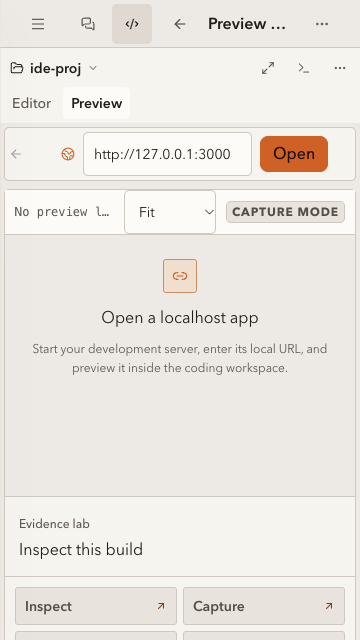 Preview ...
ide-proj
Editor
Preview
http://127.0.0.1:3000
Open
No preview l...
Fit
CAPTURE MODE
Open a localhost app
Start your development server, enter its local URL, and
preview it inside the coding workspace.
Evidence lab
Inspect this build
Inspect
Capture